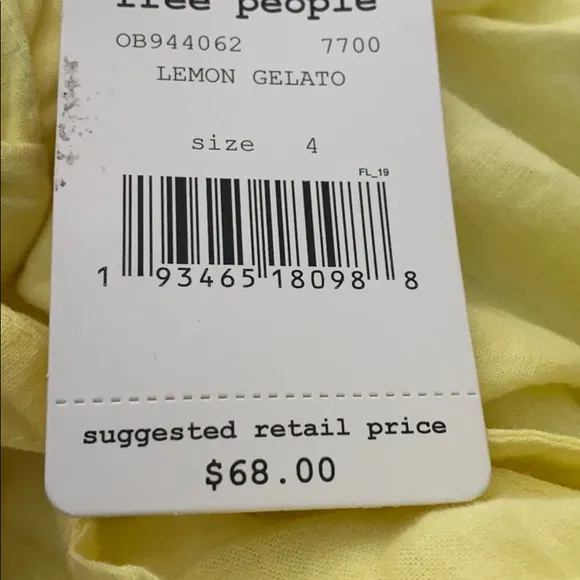 free people
OB944062 7700
LEMON GELATO
size 4
FL_19
1 93465 18098 8
suggested retail price
$68.00